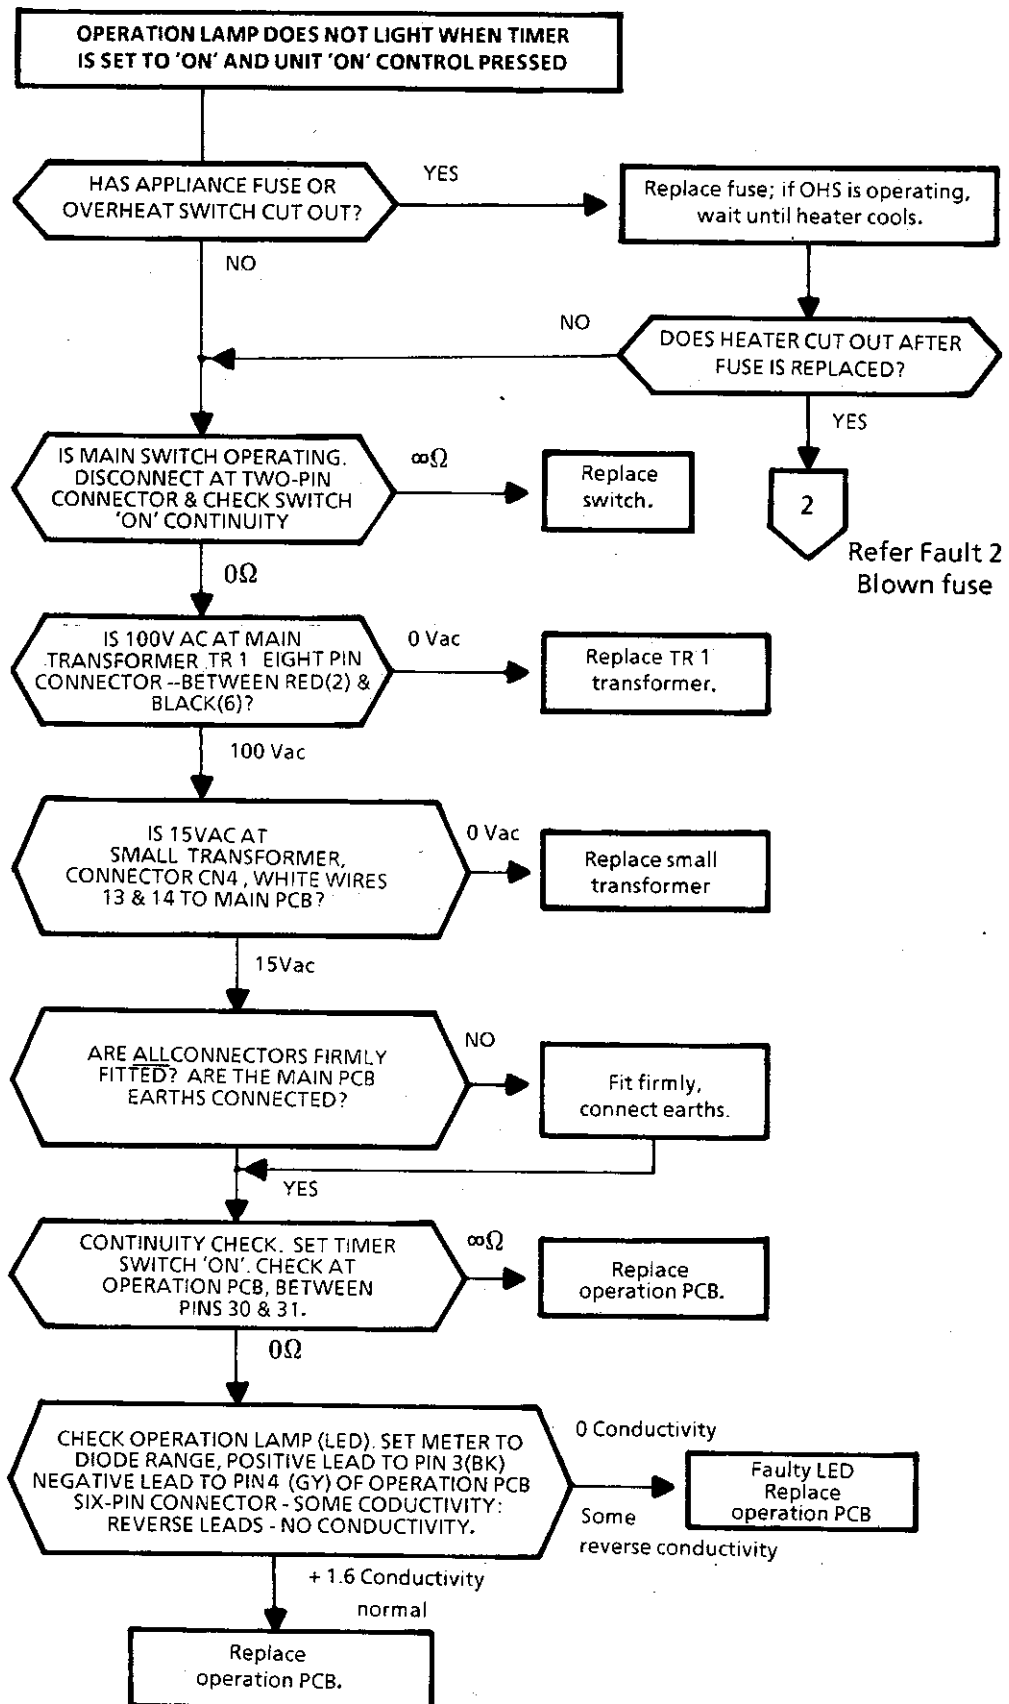 OPERATION LAMP DOES NOT LIGHT WHEN TIMER
IS SET TO 'ON' AND UNIT 'ON' CONTROL PRESSED
HAS APPLIANCE FUSE OR
OVERHEAT SWITCH CUT OUT?
YES
Replace fuse; if OHS is operating,
wait until heater cools.
NO
NO
DOES HEATER CUT OUT AFTER
FUSE IS REPLACED?
YES
2
Refer Fault 2
Blown fuse
IS MAIN SWITCH OPERATING.
DISCONNECT AT TWO-PIN
CONNECTOR & CHECK SWITCH
'ON' CONTINUITY
∞Ω
Replace
switch.
0Ω
IS 100V AC AT MAIN
TRANSFORMER TR 1 EIGHT PIN
CONNECTOR --BETWEEN RED(2) &
BLACK(6)?
0 Vac
Replace TR 1
transformer.
100 Vac
IS 15VAC AT
SMALL TRANSFORMER,
CONNECTOR CN4, WHITE WIRES
13 & 14 TO MAIN PCB?
0 Vac
Replace small
transformer
15Vac
ARE ALL CONNECTORS FIRMLY
FITTED? ARE THE MAIN PCB
EARTHS CONNECTED?
NO
Fit firmly,
connect earths.
YES
CONTINUITY CHECK. SET TIMER
SWITCH 'ON'. CHECK AT
OPERATION PCB, BETWEEN
PINS 30 & 31.
∞Ω
Replace
operation PCB.
0Ω
CHECK OPERATION LAMP (LED). SET METER TO
DIODE RANGE, POSITIVE LEAD TO PIN 3(BK)
NEGATIVE LEAD TO PIN4 (GY) OF OPERATION PCB
SIX-PIN CONNECTOR - SOME CODUCTIVITY:
REVERSE LEADS - NO CONDUCTIVITY.
0 Conductivity
Some
reverse conductivity
Faulty LED
Replace
operation PCB
+ 1.6 Conductivity
normal
Replace
operation PCB.